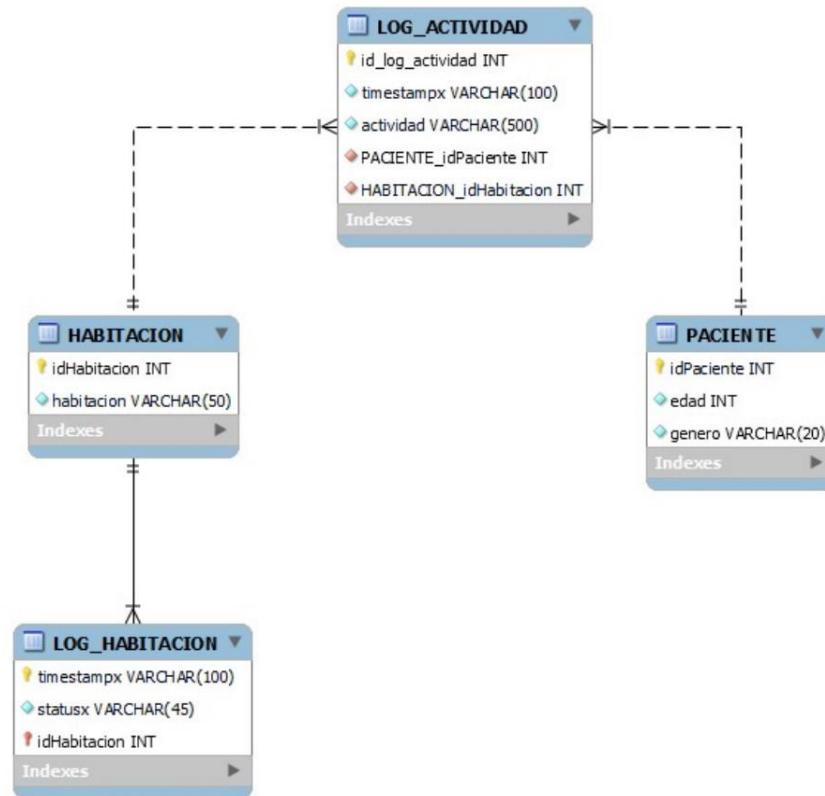 LOG_ACTIVIDAD
id_log_actividad INT
timestampx VARCHAR(100)
actividad VARCHAR(500)
PACIENTE_idPaciente INT
HABITACION_idHabitacion INT
Indexes
HABITACION
idHabitacion INT
habitacion VARCHAR(50)
Indexes
PACIENTE
idPaciente INT
edad INT
genero VARCHAR(20)
Indexes
LOG_HABITACION
timestampx VARCHAR(100)
statusx VARCHAR(45)
idHabitacion INT
Indexes